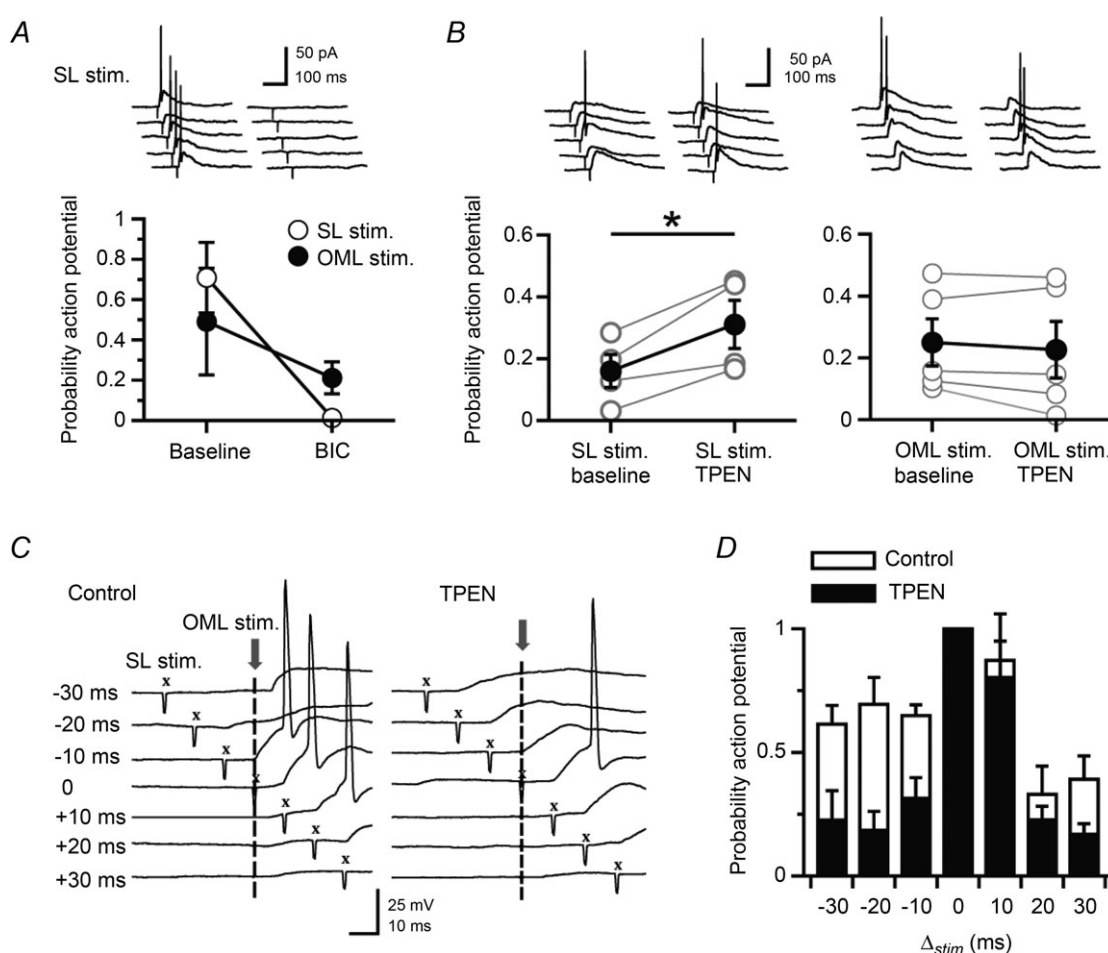 A
B
50 pA
100 ms
50 pA
100 ms
SL stim.
Probability action potential
1
0.8
0.6
0.4
0.2
0
SL stim.
OML stim.
Baseline
BIC
*
0.6
0.4
0.2
0
SL stim. baseline
SL stim. TPEN
0.6
0.4
0.2
0
OML stim. baseline
OML stim. TPEN
Probability action potential
C
D
Control
TPEN
OML stim.
SL stim.
x
x
-30 ms
x
x
-20 ms
x
x
-10 ms
x
x
0
x
x
+10 ms
x
x
+20 ms
x
x
+30 ms
25 mV
10 ms
Control
TPEN
Probability action potential
1
0.5
0
-30 -20 -10 0 10 20 30
Δstim (ms)